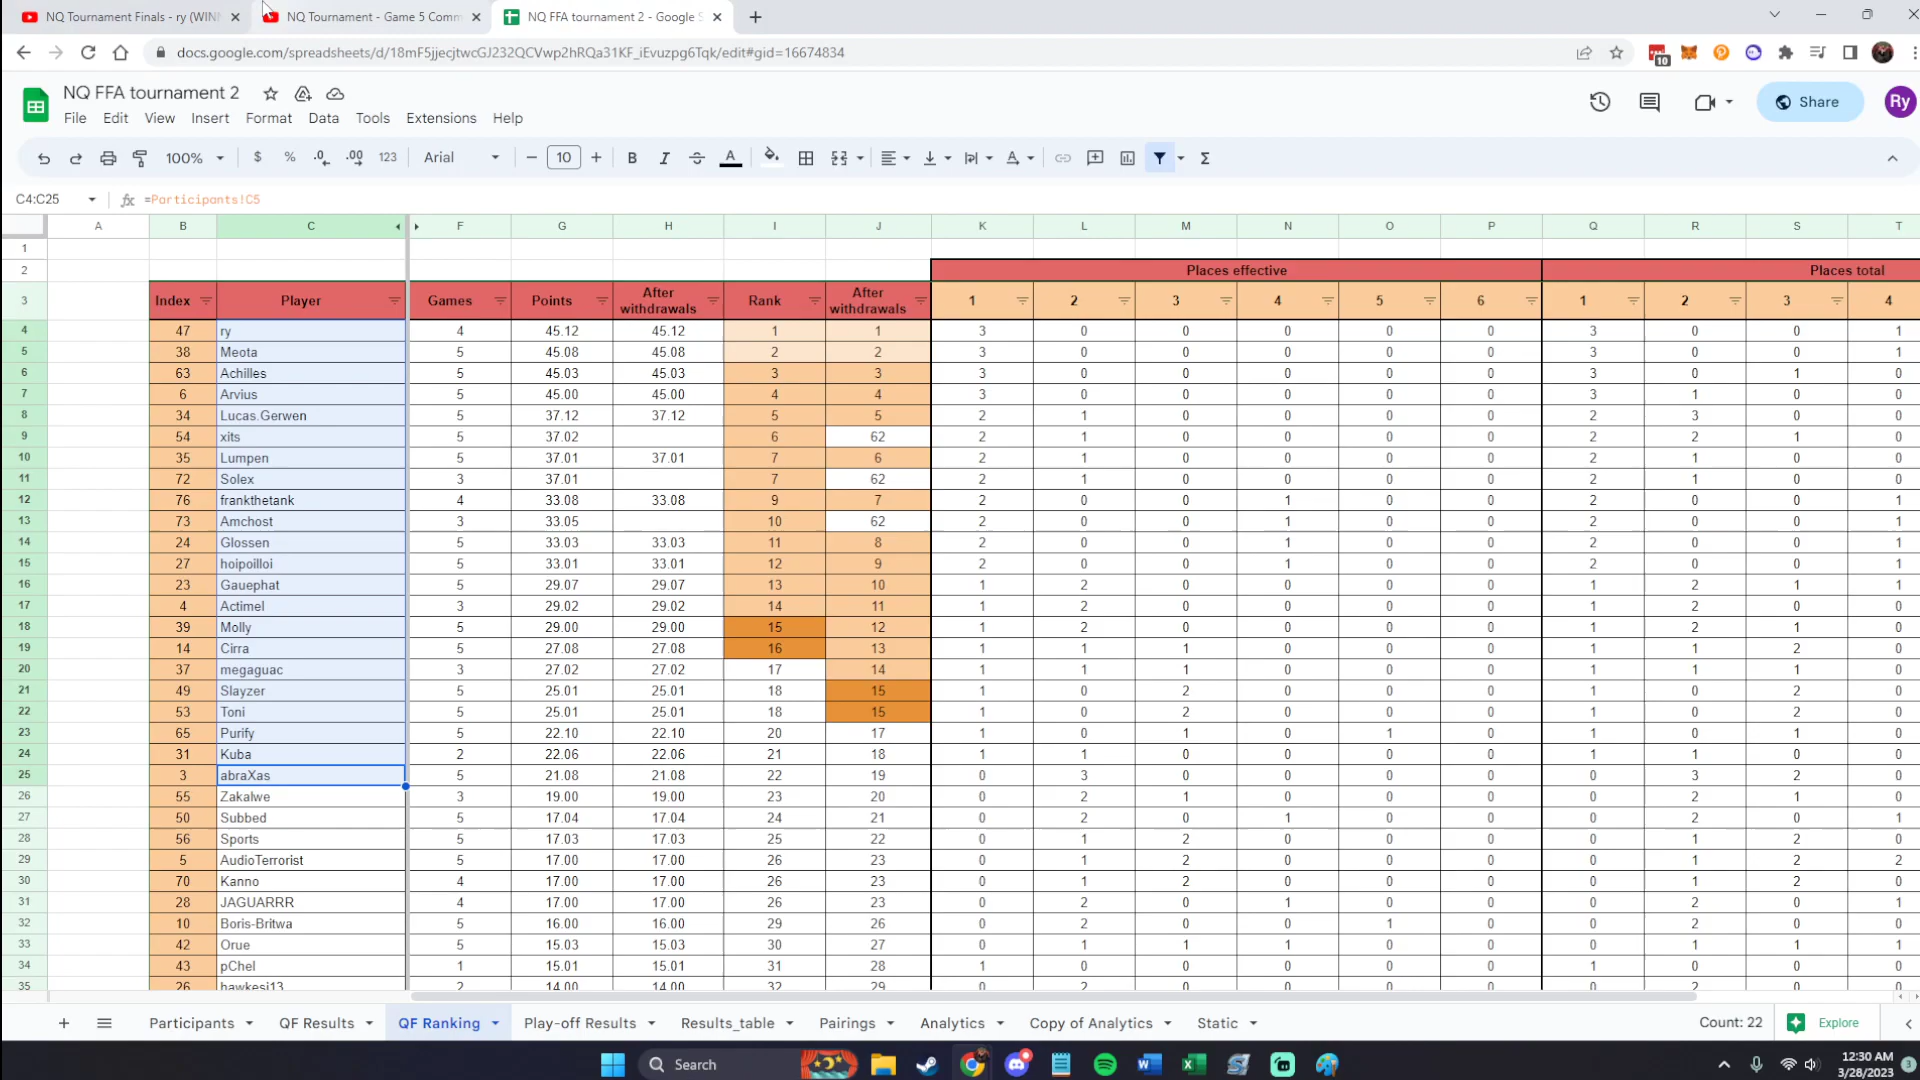 NQ Tournament Finals - ry (WIN
NQ Tournament - Game 5 Comm
NQ FFA tournament 2 - Google S
docs.google.com/spreadsheets/d/18mF5jjecjtwcGJ232QCVwp2hRQa31KF_iEvuzpg6Tqk/edit#gid=16674834
10
NQ FFA tournament 2
File Edit View Insert Format Data Tools Extensions Help
Share
Ry
100% $ % .0 .00 123 Arial 10 B I A Σ
C4:C25 fx =Participants!C5
A B C F G H I J K L M N O P Q R S T
1
2 Places effective Places total
3 Index Player Games Points After withdrawals Rank After withdrawals 1 2 3 4 5 6 1 2 3 4
4 47 ry 4 45.12 45.12 1 1 3 0 0 0 0 0 3 0 0 1
5 38 Meota 5 45.08 45.08 2 2 3 0 0 0 0 0 3 0 0 1
6 63 Achilles 5 45.03 45.03 3 3 3 0 0 0 0 0 3 0 1 0
7 6 Arvius 5 45.00 45.00 4 4 3 0 0 0 0 0 3 1 0 0
8 34 Lucas.Gerwen 5 37.12 37.12 5 5 2 1 0 0 0 0 2 3 0 0
9 54 xits 5 37.02 6 62 2 1 0 0 0 0 2 2 1 0
10 35 Lumpen 5 37.01 37.01 7 6 2 1 0 0 0 0 2 1 0 0
11 72 Solex 3 37.01 7 62 2 1 0 0 0 0 2 1 0 0
12 76 frankthetank 4 33.08 33.08 9 7 2 0 0 1 0 0 2 0 0 1
13 73 Amchost 3 33.05 10 62 2 0 0 1 0 0 2 0 0 1
14 24 Glossen 5 33.03 33.03 11 8 2 0 0 1 0 0 2 0 0 1
15 27 hoipoilloi 5 33.01 33.01 12 9 2 0 0 1 0 0 2 0 0 1
16 23 Gauephat 5 29.07 29.07 13 10 1 2 0 0 0 0 1 2 1 1
17 4 Actimel 3 29.02 29.02 14 11 1 2 0 0 0 0 1 2 0 0
18 39 Molly 5 29.00 29.00 15 12 1 2 0 0 0 0 1 2 1 0
19 14 Cirra 5 27.08 27.08 16 13 1 1 1 0 0 0 1 1 2 0
20 37 megaguac 3 27.02 27.02 17 14 1 1 1 0 0 0 1 1 1 0
21 49 Slayzer 5 25.01 25.01 18 15 1 0 2 0 0 0 1 0 2 0
22 53 Toni 5 25.01 25.01 18 15 1 0 2 0 0 0 1 0 2 0
23 65 Purify 5 22.10 22.10 20 17 1 0 1 0 1 0 1 0 1 0
24 31 Kuba 2 22.06 22.06 21 18 1 1 0 0 0 0 1 1 0 0
25 3 abraXas 5 21.08 21.08 22 19 0 3 0 0 0 0 0 3 2 0
26 55 Zakalwe 3 19.00 19.00 23 20 0 2 1 0 0 0 0 2 1 0
27 50 Subbed 5 17.04 17.04 24 21 0 2 0 1 0 0 0 2 0 1
28 56 Sports 5 17.03 17.03 25 22 0 1 2 0 0 0 0 1 2 0
29 5 AudioTerrorist 5 17.00 17.00 26 23 0 1 2 0 0 0 0 1 2 2
30 70 Kanno 4 17.00 17.00 26 23 0 1 2 0 0 0 0 1 2 0
31 28 JAGUARRR 4 17.00 17.00 26 23 0 2 0 1 0 0 0 2 0 1
32 10 Boris-Britwa 5 16.00 16.00 29 26 0 2 0 0 1 0 0 2 0 0
33 42 Orue 5 15.03 15.03 30 27 0 1 1 1 0 0 0 1 1 1
34 43 pChel 1 15.01 15.01 31 28 1 0 0 0 0 0 1 0 0 0
35 26 hawkesi13 2 14.00 14.00 32 29 0 2 0 0 0 0 0 2 0 0
Participants QF Results QF Ranking Play-off Results Results_table Pairings Analytics Copy of Analytics Static Count: 22 Explore
Search
12:30 AM
3/28/2023
3